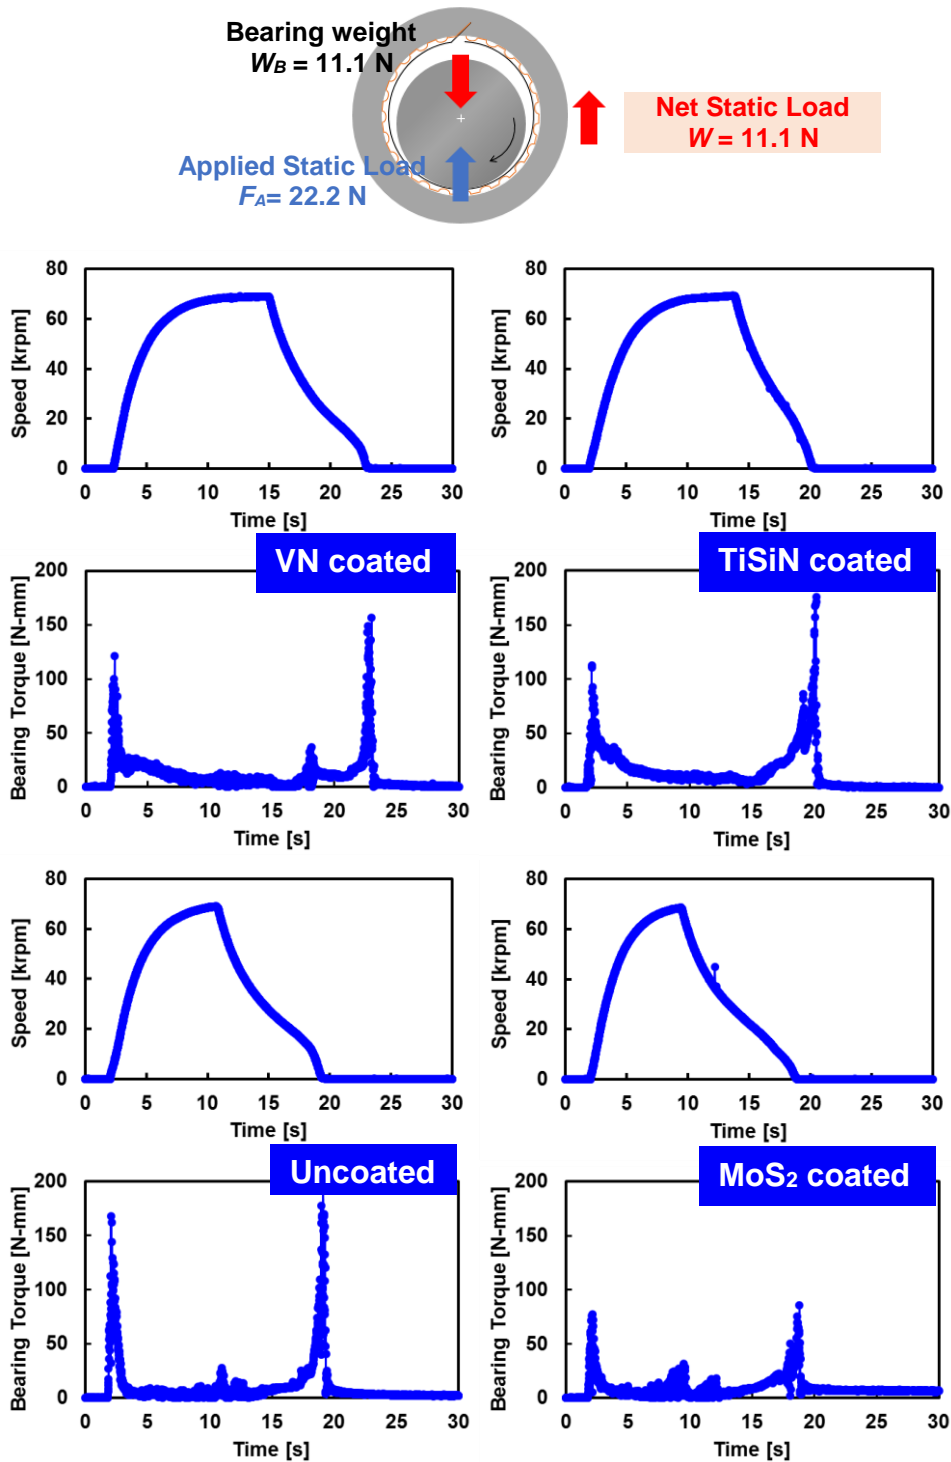 Bearing weight
W_B = 11.1 N
Net Static Load
W = 11.1 N
Applied Static Load
F_A= 22.2 N
80
60
40
20
0
Speed [krpm]
0 5 10 15 20 25 30
Time [s]
80
60
40
20
0
Speed [krpm]
0 5 10 15 20 25 30
Time [s]
VN coated
200
150
100
50
0
Bearing Torque [N-mm]
0 5 10 15 20 25 30
Time [s]
TiSiN coated
200
150
100
50
0
Bearing Torque [N-mm]
0 5 10 15 20 25 30
Time [s]
80
60
40
20
0
Speed [krpm]
0 5 10 15 20 25 30
Time [s]
80
60
40
20
0
Speed [krpm]
0 5 10 15 20 25 30
Time [s]
Uncoated
200
150
100
50
0
Bearing Torque [N-mm]
0 5 10 15 20 25 30
Time [s]
MoS₂ coated
200
150
100
50
0
Bearing Torque [N-mm]
0 5 10 15 20 25 30
Time [s]